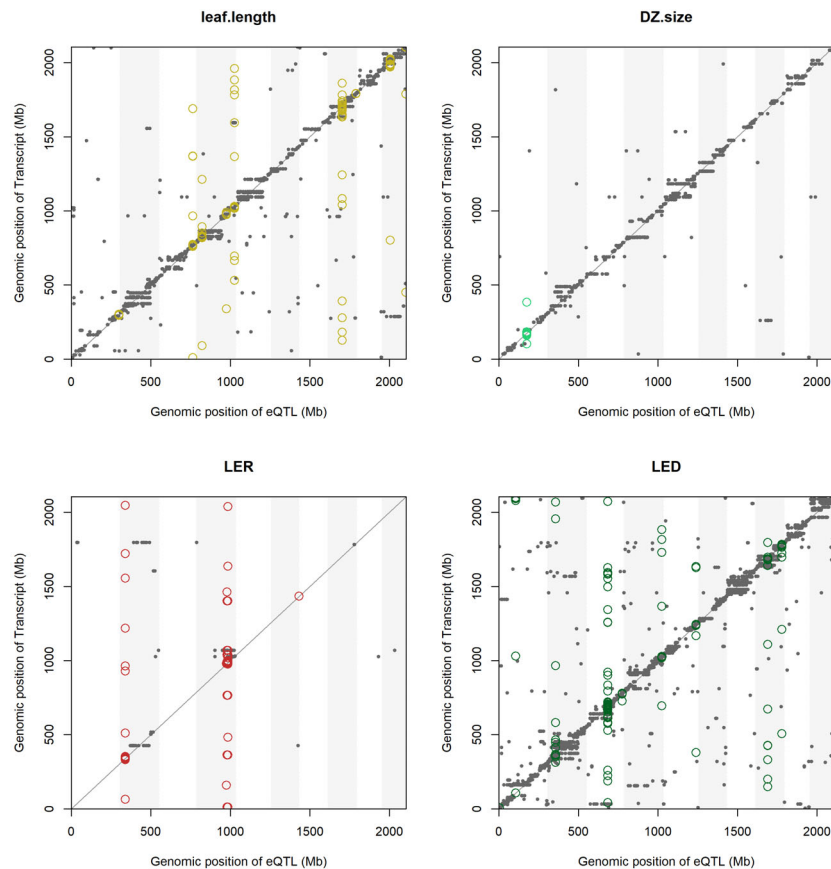 leaf.length
2000
1500
1000
500
0
Genomic position of Transcript (Mb)
0 500 1000 1500 2000
Genomic position of eQTL (Mb)
DZ.size
2000
1500
1000
500
0
Genomic position of Transcript (Mb)
0 500 1000 1500 2000
Genomic position of eQTL (Mb)
LER
2000
1500
1000
500
0
Genomic position of Transcript (Mb)
0 500 1000 1500 2000
Genomic position of eQTL (Mb)
LED
2000
1500
1000
500
0
Genomic position of Transcript (Mb)
0 500 1000 1500 2000
Genomic position of eQTL (Mb)